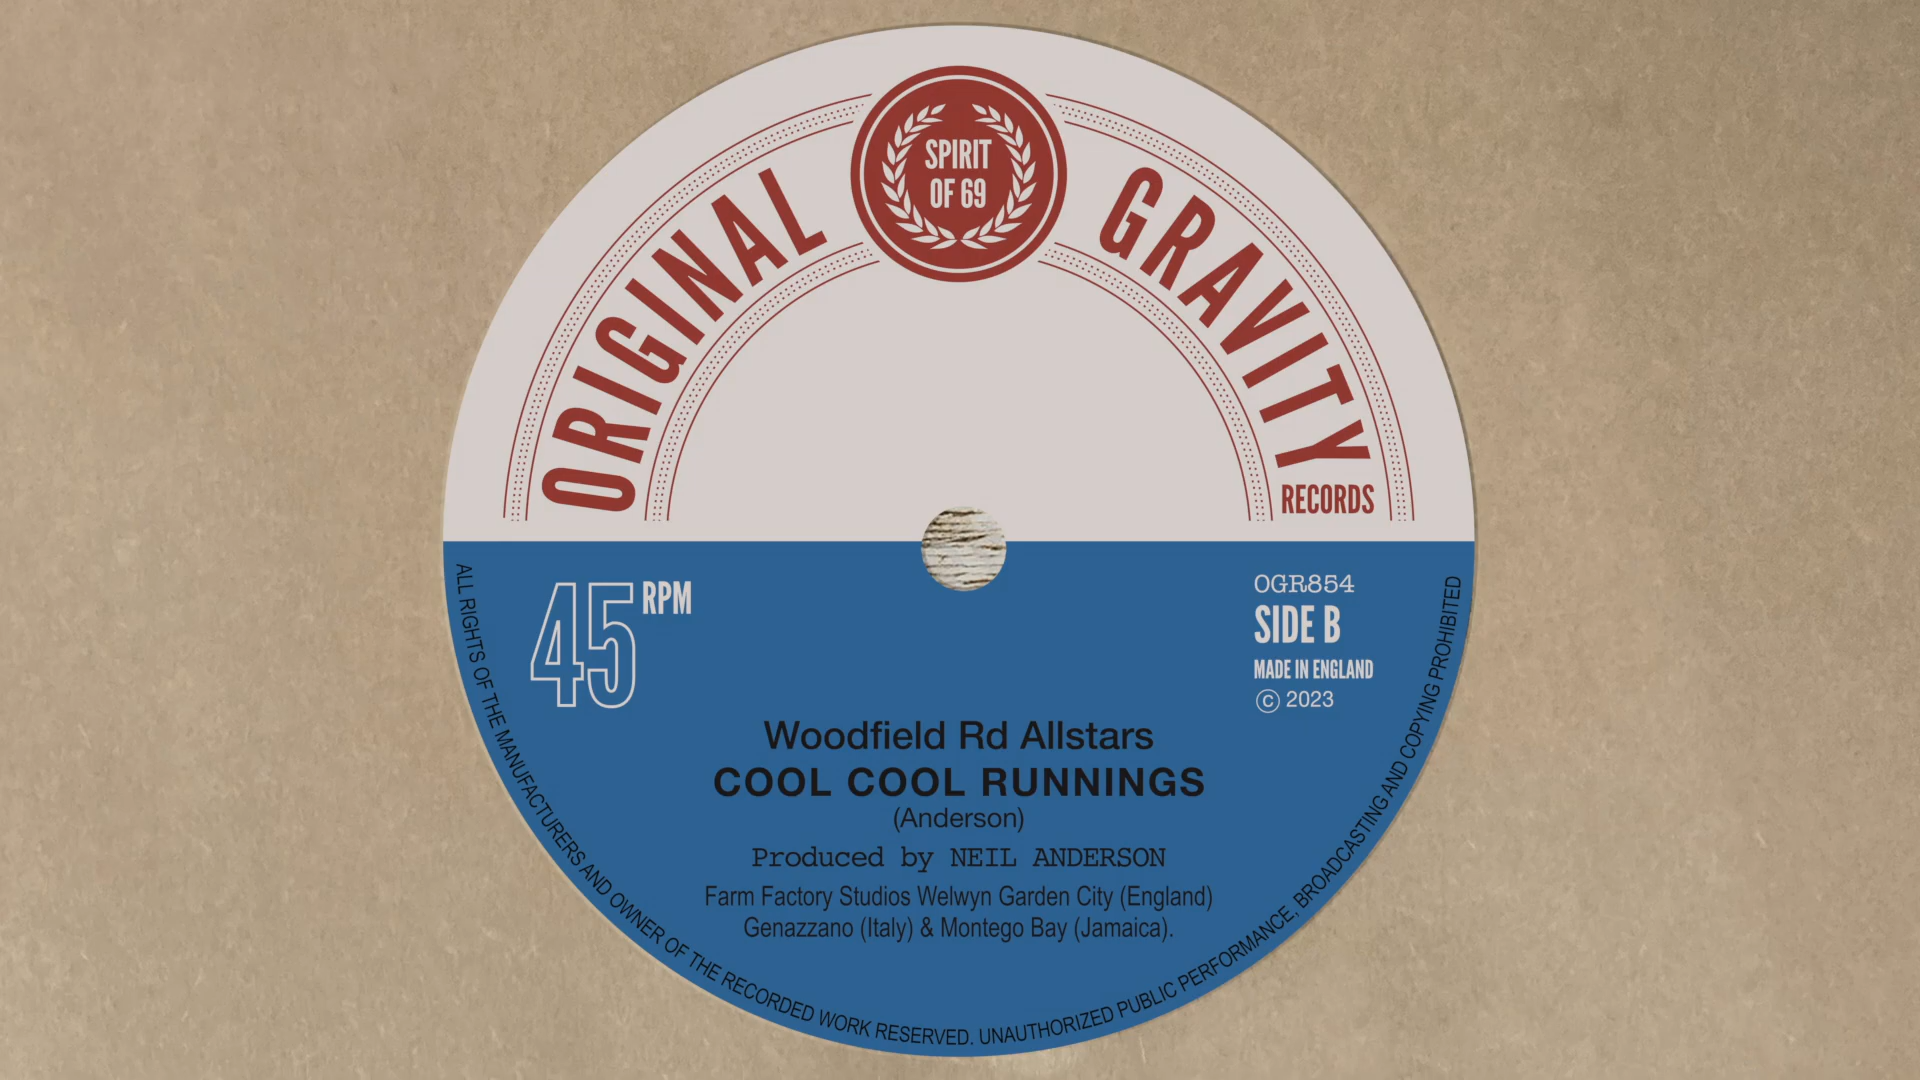 SPIRIT
OF 69
ORIGINAL GRAVITY
RECORDS
45 RPM
OGR854
SIDE B
MADE IN ENGLAND
© 2023
Woodfield Rd Allstars
COOL COOL RUNNINGS
(Anderson)
Produced by NEIL ANDERSON
Farm Factory Studios Welwyn Garden City (England)
Genazzano (Italy) & Montego Bay (Jamaica).
ALL RIGHTS OF THE MANUFACTURERS AND OWNER OF THE RECORDED WORK RESERVED. UNAUTHORIZED PUBLIC PERFORMANCE, BROADCASTING AND COPYING PROHIBITED